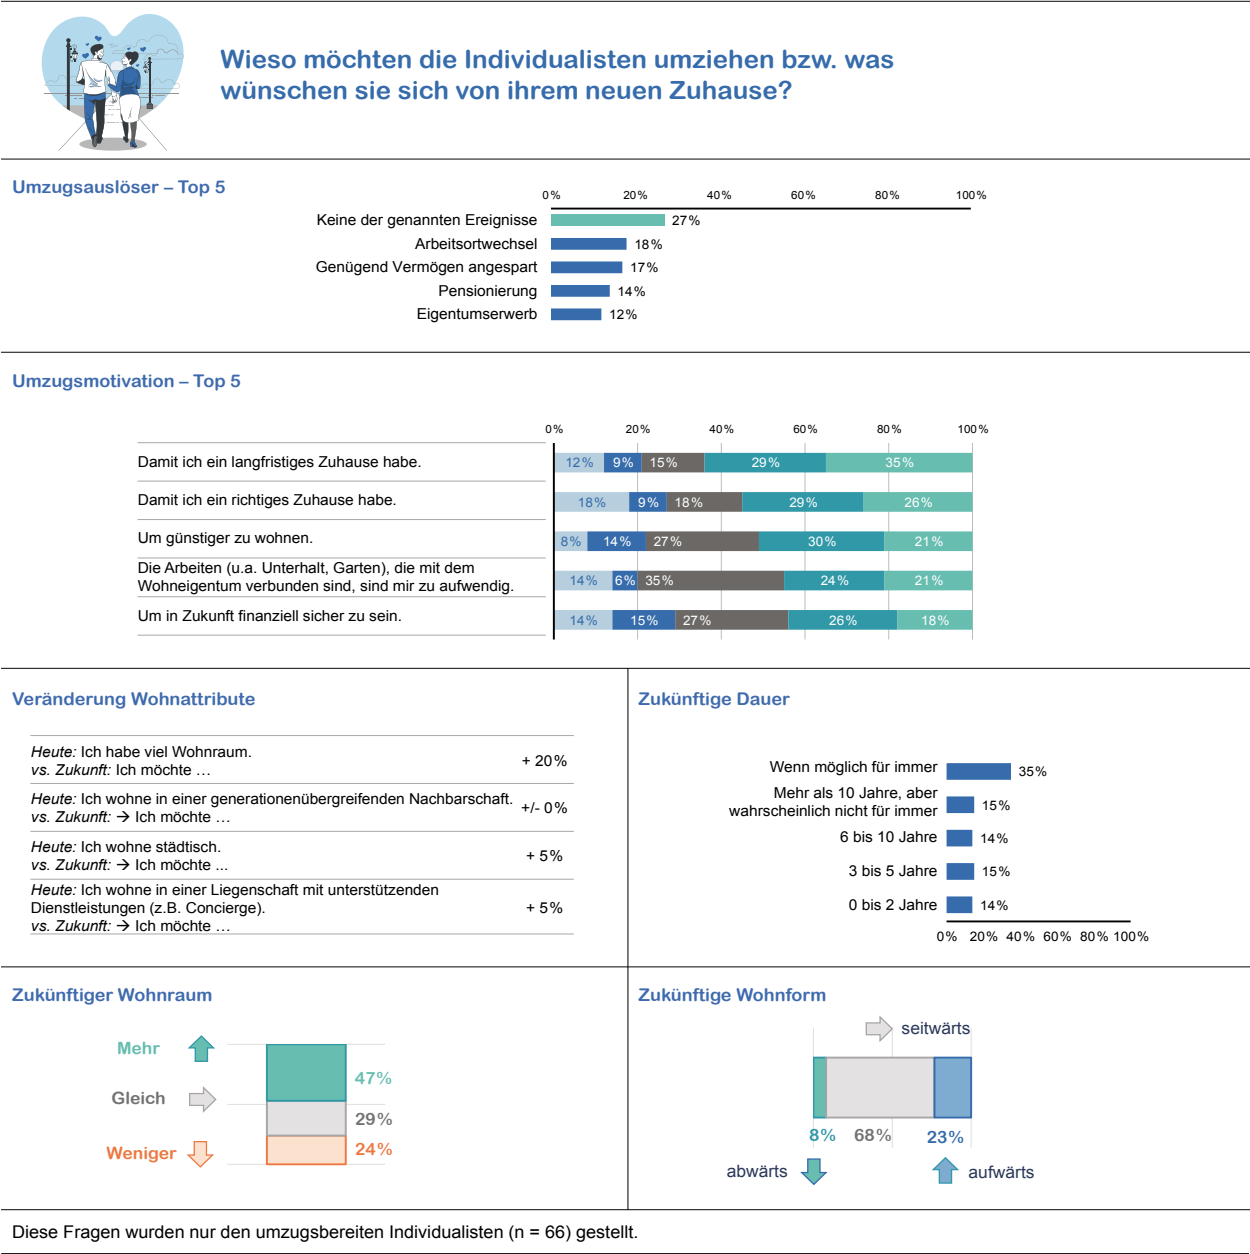 Wieso möchten die Individualisten umziehen bzw. was
wünschen sie sich von ihrem neuen Zuhause?
Umzugsauslöser – Top 5
0% 20% 40% 60% 80% 100%
Keine der genannten Ereignisse 27%
Arbeitsortwechsel 18%
Genügend Vermögen angespart 17%
Pensionierung 14%
Eigentumserwerb 12%
Umzugsmotivation – Top 5
0% 20% 40% 60% 80% 100%
Damit ich ein langfristiges Zuhause habe. 12% 9% 15% 29% 35%
Damit ich ein richtiges Zuhause habe. 18% 9% 18% 29% 26%
Um günstiger zu wohnen. 8% 14% 27% 30% 21%
Die Arbeiten (u.a. Unterhalt, Garten), die mit dem
Wohneigentum verbunden sind, sind mir zu aufwendig. 14% 6% 35% 24% 21%
Um in Zukunft finanziell sicher zu sein. 14% 15% 27% 26% 18%
Veränderung Wohnattribute
Heute: Ich habe viel Wohnraum.
vs. Zukunft: Ich möchte …
+ 20%
Heute: Ich wohne in einer generationenübergreifenden Nachbarschaft.
vs. Zukunft: → Ich möchte …
+/- 0%
Heute: Ich wohne städtisch.
vs. Zukunft: → Ich möchte ...
+ 5%
Heute: Ich wohne in einer Liegenschaft mit unterstützenden
Dienstleistungen (z.B. Concierge).
vs. Zukunft: → Ich möchte …
+ 5%
Zukünftige Dauer
Wenn möglich für immer 35%
Mehr als 10 Jahre, aber
wahrscheinlich nicht für immer 15%
6 bis 10 Jahre 14%
3 bis 5 Jahre 15%
0 bis 2 Jahre 14%
0% 20% 40% 60% 80% 100%
Zukünftiger Wohnraum
Mehr 47%
Gleich 29%
Weniger 24%
Zukünftige Wohnform
seitwärts
8% 68% 23%
abwärts aufwärts
Diese Fragen wurden nur den umzugsbereiten Individualisten (n = 66) gestellt.